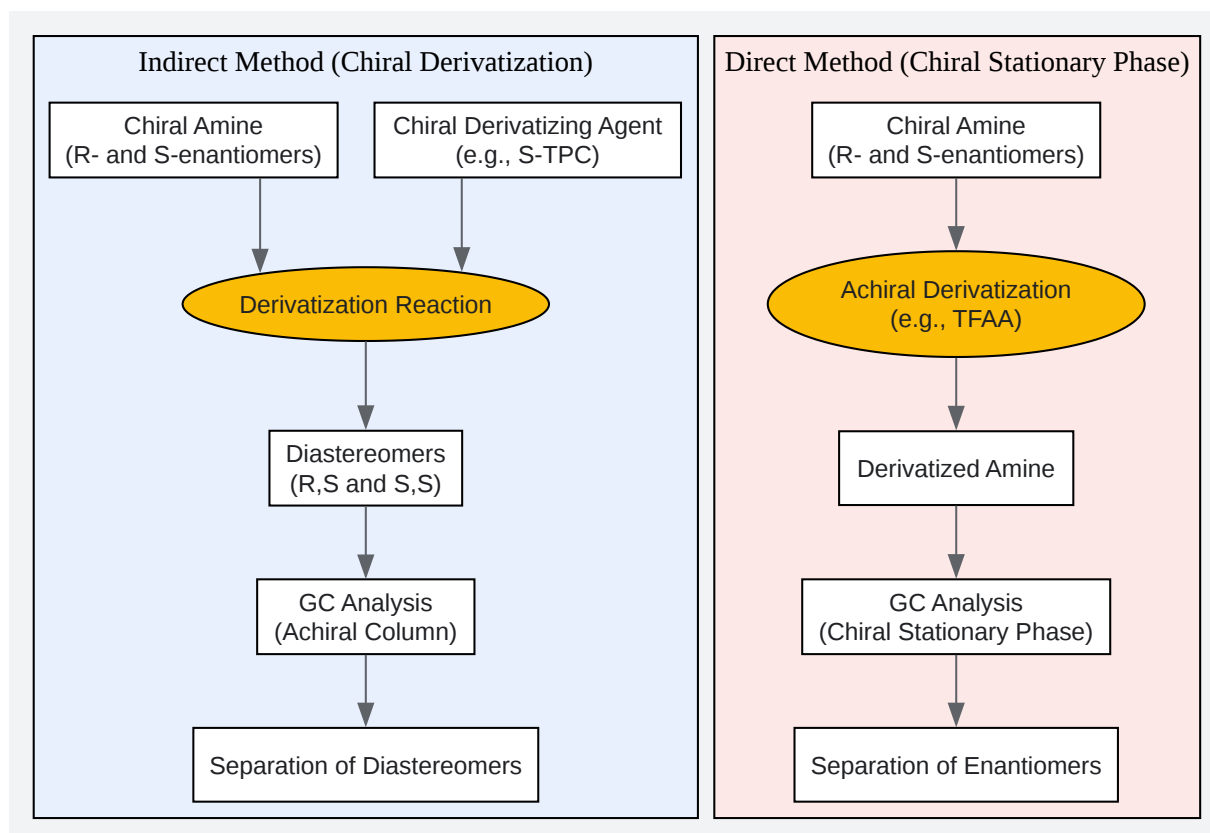 Indirect Method (Chiral Derivatization)
Chiral Amine
(R- and S-enantiomers)
Chiral Derivatizing Agent
(e.g., S-TPC)
Derivatization Reaction
Diastereomers
(R,S and S,S)
GC Analysis
(Achiral Column)
Separation of Diastereomers
Direct Method (Chiral Stationary Phase)
Chiral Amine
(R- and S-enantiomers)
Achiral Derivatization
(e.g., TFAA)
Derivatized Amine
GC Analysis
(Chiral Stationary Phase)
Separation of Enantiomers